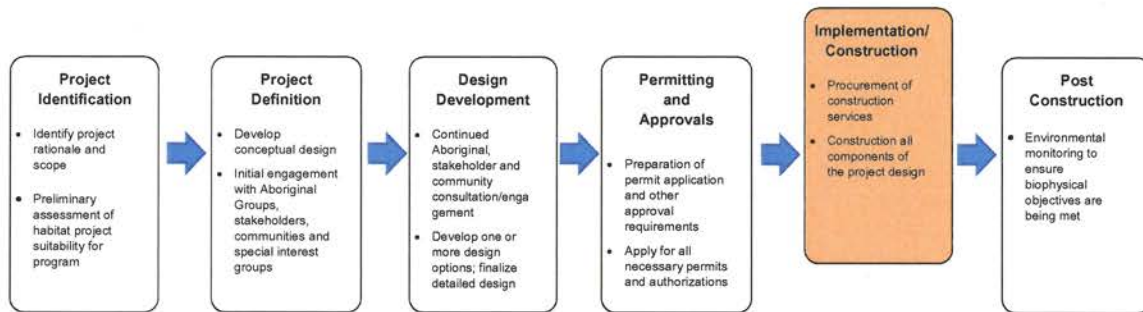 Project
Identification
• Identify project
rationale and
scope
• Preliminary
assessment of
habitat project
suitability for
program
Project
Definition
• Develop
conceptual design
• Initial engagement
with Aboriginal
Groups,
stakeholders,
communities and
special interest
groups
Design
Development
• Continued
Aboriginal,
stakeholder and
community
consultation/enga
gement
• Develop one or
more design
options; finalize
detailed design
Permitting
and
Approvals
• Preparation of
permit application
and other
approval
requirements
• Apply for all
necessary permits
and authorizations
Implementation/
Construction
• Procurement of
construction
services
• Construction all
components of
the project design
Post
Construction
• Environmental
monitoring to
ensure
biophysical
objectives are
being met